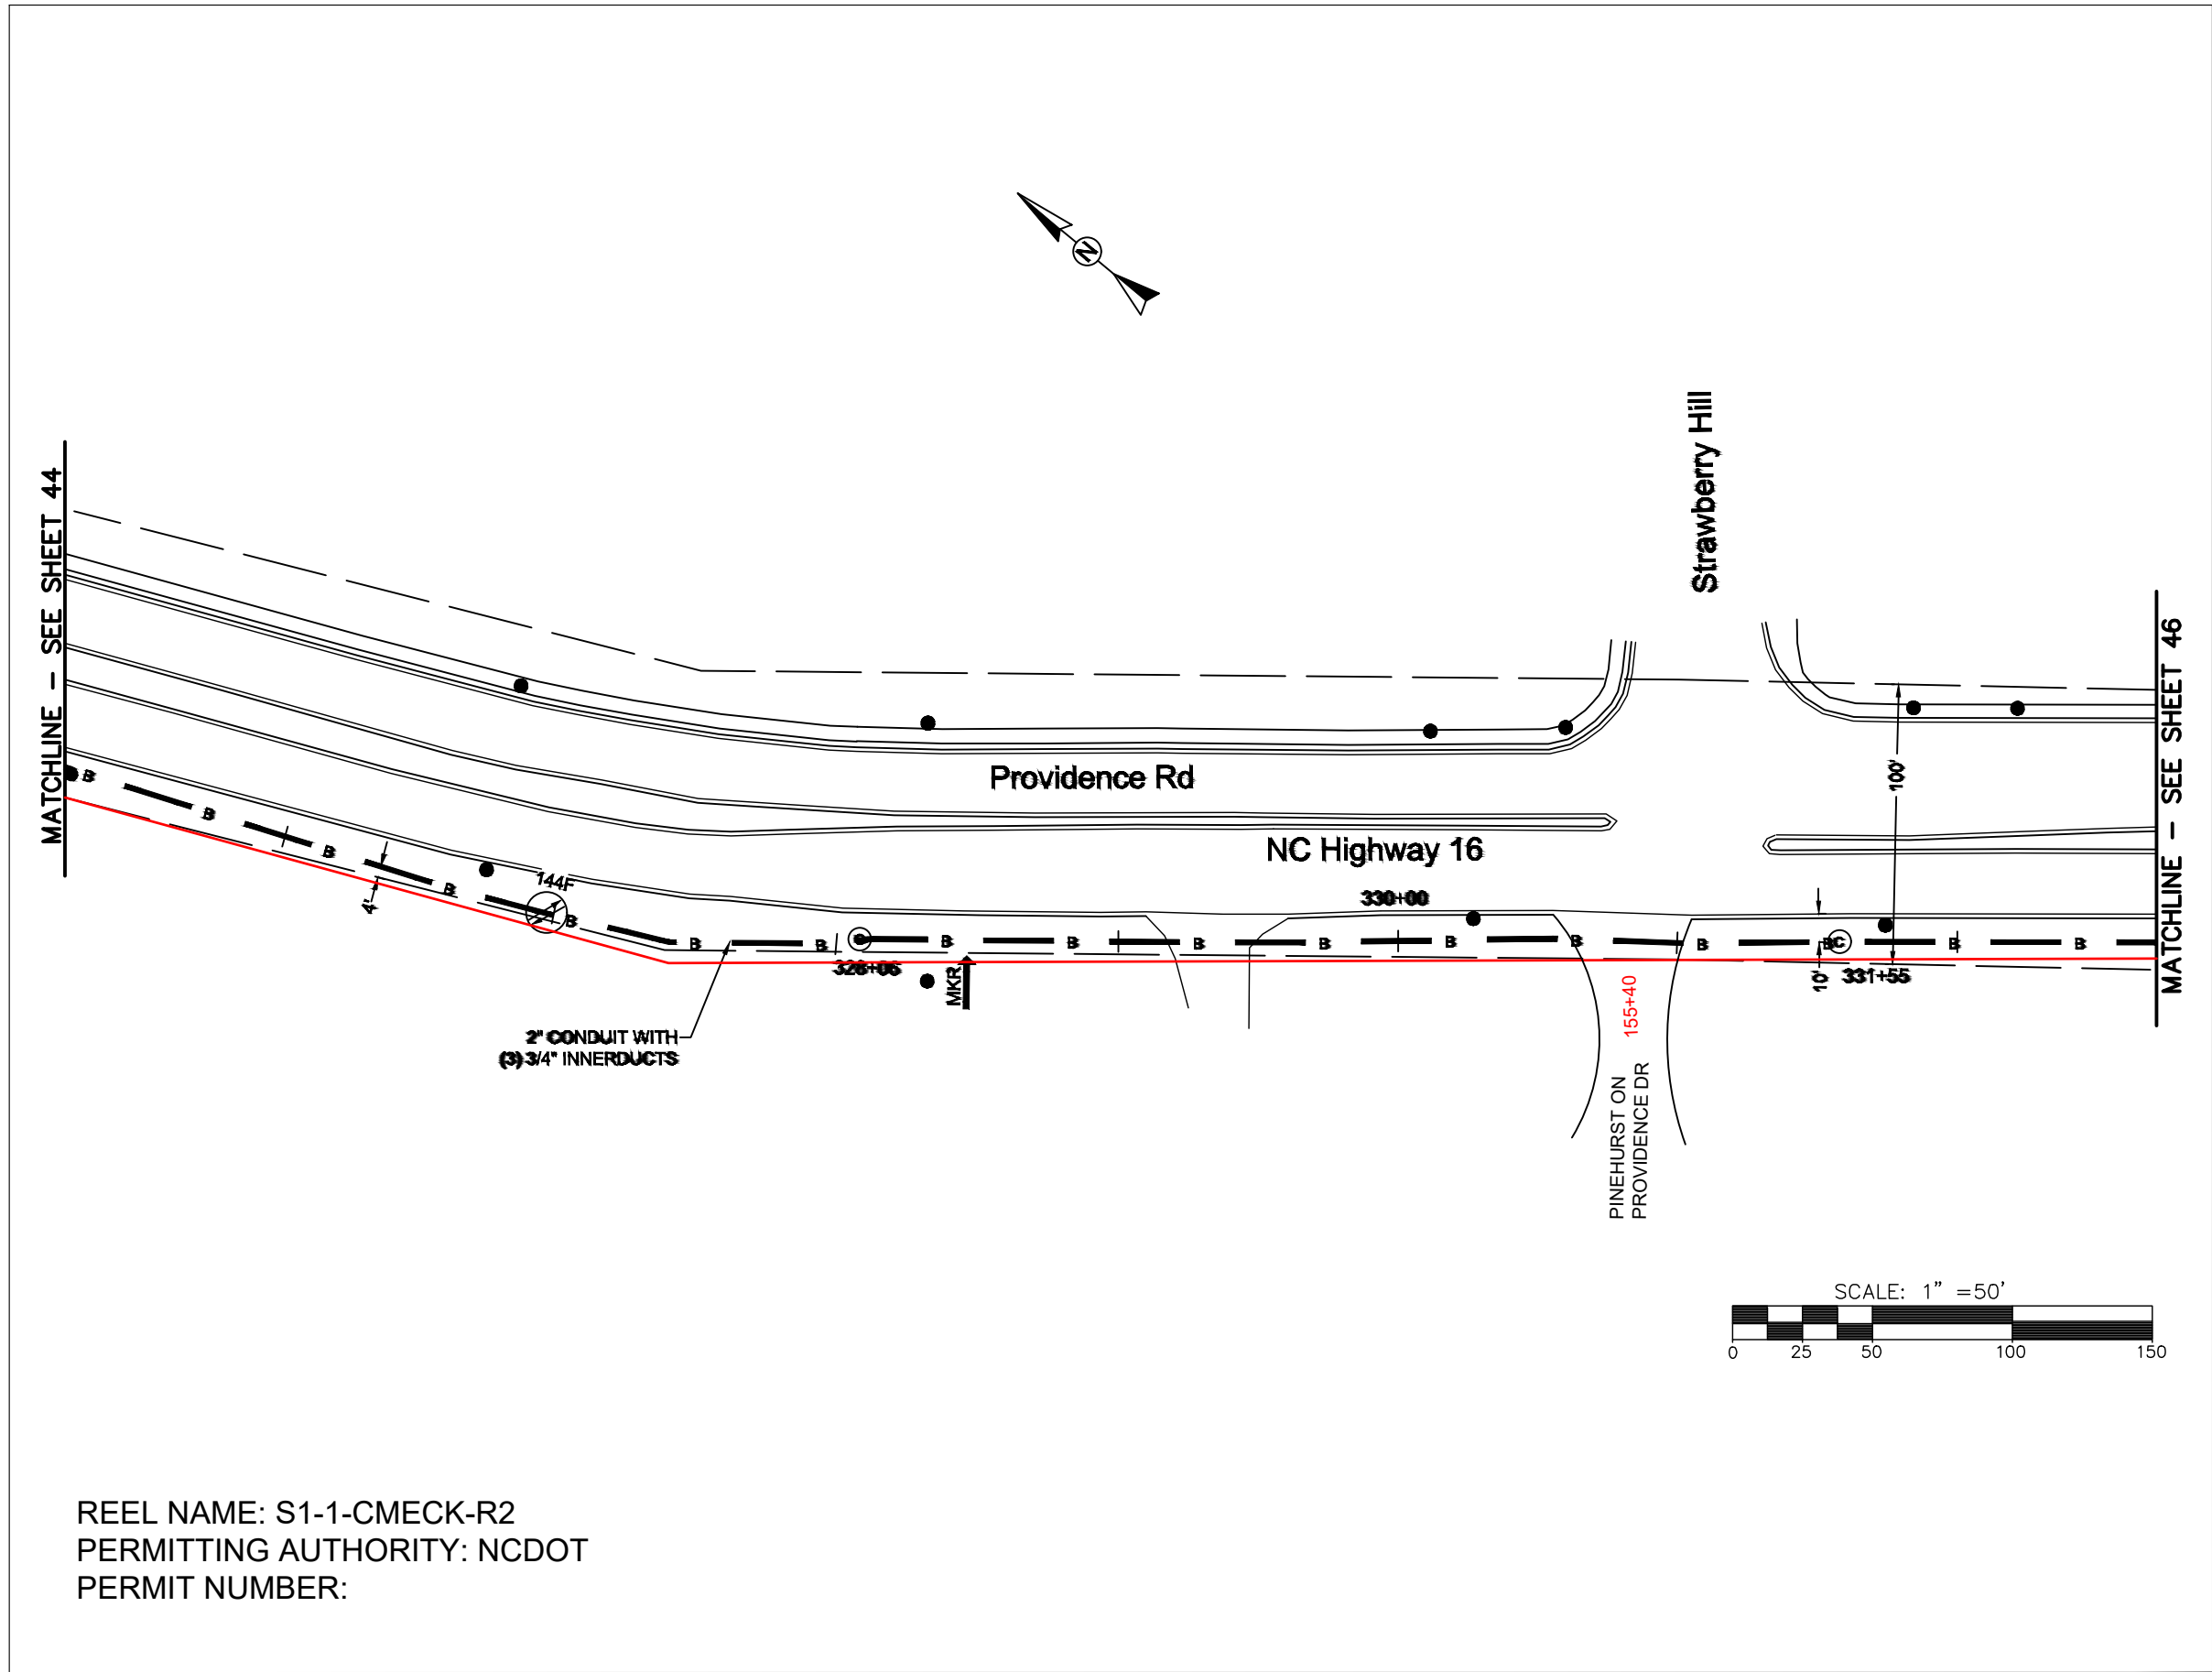 N
Strawberry Hill
MATCHLINE - SEE SHEET 44
MATCHLINE - SEE SHEET 46
100'
Providence Rd
NC Highway 16
330+00
B
B
B
B
B
144F
4'
B
B
B
B
B
B
B
B
B
B
C
B
B
328+06
MKR
10'
331+55
155+40
2" CONDUIT WITH
(3) 3/4" INNERDUCTS
PINEHURST ON
PROVIDENCE DR
SCALE: 1" =50'
0 25 50 100 150
REEL NAME: S1-1-CMECK-R2
PERMITTING AUTHORITY: NCDOT
PERMIT NUMBER: